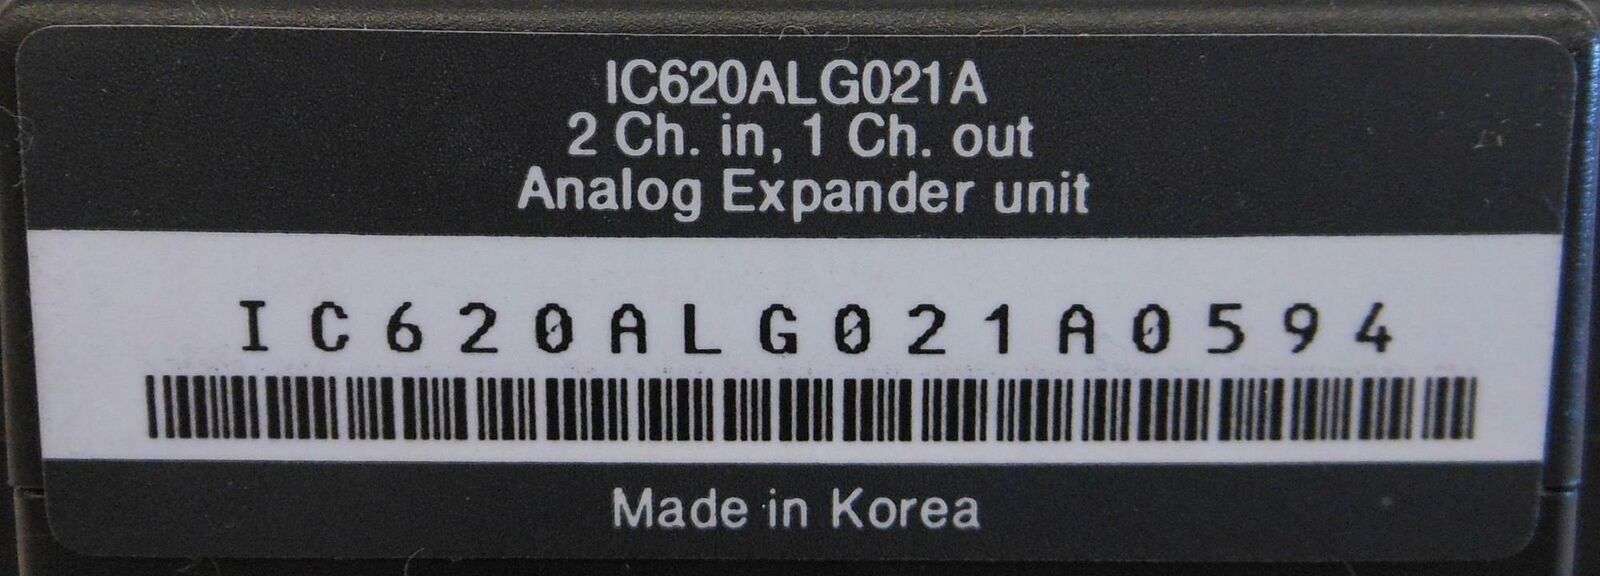 IC620ALG021A
2 Ch. in, 1 Ch. out
Analog Expander unit
IC620ALG021A0594
Made in Korea